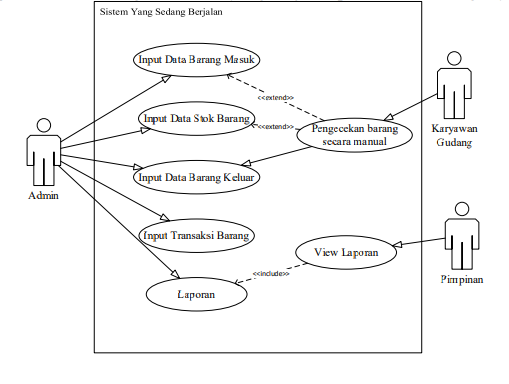 Sistem Yang Sedang Berjalan
Input Data Barang Masuk
<<extend>>
Input Data Stok Barang
<<extend>>
Pengecekan barang
secara manual
Karyawan
Gudang
Input Data Barang Keluar
Admin
Input Transaksi Barang
View Laporan
<<include>>
Pimpinan
Laporan